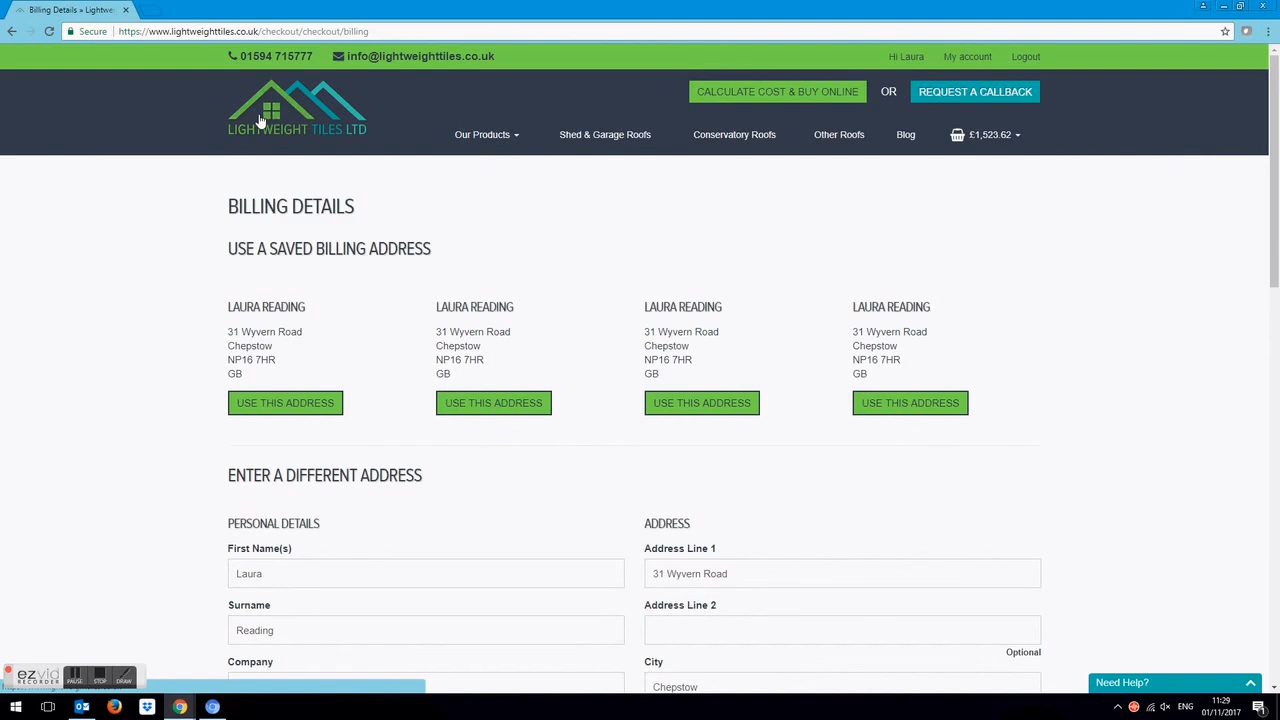 Billing Details » Lightwe
Secure
https://www.lightweighttiles.co.uk/checkout/checkout/billing
01594 715777
info@lightweighttiles.co.uk
Hi Laura
My account
Logout
LIGHTWEIGHT TILES LTD
CALCULATE COST & BUY ONLINE
OR
REQUEST A CALLBACK
Our Products
Shed & Garage Roofs
Conservatory Roofs
Other Roofs
Blog
£1,523.62
BILLING DETAILS
USE A SAVED BILLING ADDRESS
LAURA READING
31 Wyvern Road
Chepstow
NP16 7HR
GB
USE THIS ADDRESS
LAURA READING
31 Wyvern Road
Chepstow
NP16 7HR
GB
USE THIS ADDRESS
LAURA READING
31 Wyvern Road
Chepstow
NP16 7HR
GB
USE THIS ADDRESS
LAURA READING
31 Wyvern Road
Chepstow
NP16 7HR
GB
USE THIS ADDRESS
ENTER A DIFFERENT ADDRESS
PERSONAL DETAILS
First Name(s)
Laura
Surname
Reading
Company
ADDRESS
Address Line 1
31 Wyvern Road
Address Line 2
Optional
City
Chepstow
Need Help?
ezvid
RECORDER
PAUSE
STOP
DRAW
ENG
11:29
01/11/2017